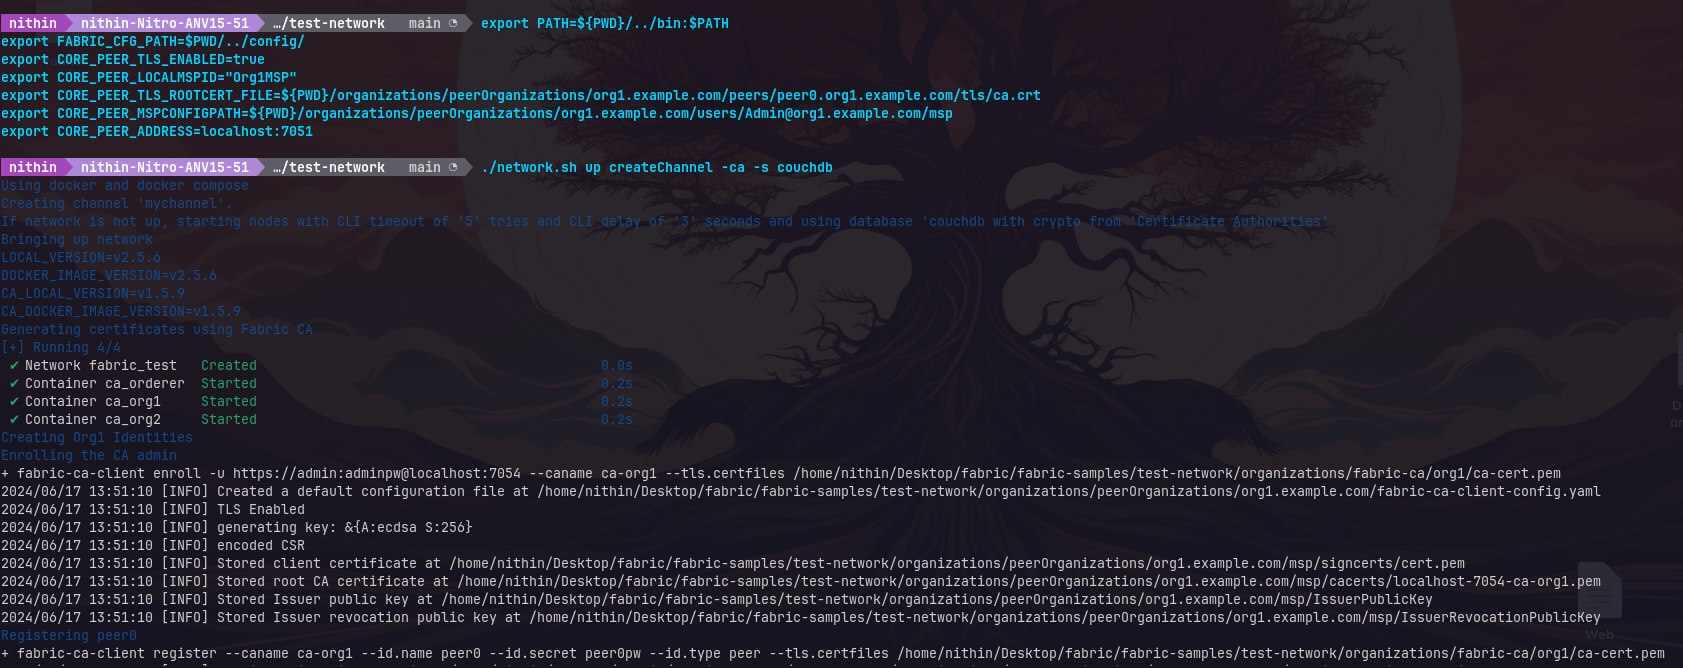 nithin nithin-Nitro-ANV15-51 …/test-network main export PATH=${PWD}/../bin:$PATH
export FABRIC_CFG_PATH=$PWD/../config/
export CORE_PEER_TLS_ENABLED=true
export CORE_PEER_LOCALMSPID="Org1MSP"
export CORE_PEER_TLS_ROOTCERT_FILE=${PWD}/organizations/peerOrganizations/org1.example.com/peers/peer0.org1.example.com/tls/ca.crt
export CORE_PEER_MSPCONFIGPATH=${PWD}/organizations/peerOrganizations/org1.example.com/users/Admin@org1.example.com/msp
export CORE_PEER_ADDRESS=localhost:7051
nithin nithin-Nitro-ANV15-51 …/test-network main ./network.sh up createChannel -ca -s couchdb
Using docker and docker compose
Creating channel 'mychannel'.
If network is not up, starting nodes with CLI timeout of '5' tries and CLI delay of '3' seconds and using database 'couchdb with crypto from 'Certificate Authorities'
Bringing up network
LOCAL_VERSION=v2.5.6
DOCKER_IMAGE_VERSION=v2.5.6
CA_LOCAL_VERSION=v1.5.9
CA_DOCKER_IMAGE_VERSION=v1.5.9
Generating certificates using Fabric CA
[+] Running 4/4
✔ Network fabric_test Created 0.0s
✔ Container ca_orderer Started 0.2s
✔ Container ca_org1 Started 0.2s
✔ Container ca_org2 Started 0.2s
Creating Org1 Identities
Enrolling the CA admin
+ fabric-ca-client enroll -u https://admin:adminpw@localhost:7054 --caname ca-org1 --tls.certfiles /home/nithin/Desktop/fabric/fabric-samples/test-network/organizations/fabric-ca/org1/ca-cert.pem
2024/06/17 13:51:10 [INFO] Created a default configuration file at /home/nithin/Desktop/fabric/fabric-samples/test-network/organizations/peerOrganizations/org1.example.com/fabric-ca-client-config.yaml
2024/06/17 13:51:10 [INFO] TLS Enabled
2024/06/17 13:51:10 [INFO] generating key: &{A:ecdsa S:256}
2024/06/17 13:51:10 [INFO] encoded CSR
2024/06/17 13:51:10 [INFO] Stored client certificate at /home/nithin/Desktop/fabric/fabric-samples/test-network/organizations/peerOrganizations/org1.example.com/msp/signcerts/cert.pem
2024/06/17 13:51:10 [INFO] Stored root CA certificate at /home/nithin/Desktop/fabric/fabric-samples/test-network/organizations/peerOrganizations/org1.example.com/msp/cacerts/localhost-7054-ca-org1.pem
2024/06/17 13:51:10 [INFO] Stored Issuer public key at /home/nithin/Desktop/fabric/fabric-samples/test-network/organizations/peerOrganizations/org1.example.com/msp/IssuerPublicKey
2024/06/17 13:51:10 [INFO] Stored Issuer revocation public key at /home/nithin/Desktop/fabric/fabric-samples/test-network/organizations/peerOrganizations/org1.example.com/msp/IssuerRevocationPublicKey
Registering peer0
Web
+ fabric-ca-client register --caname ca-org1 --id.name peer0 --id.secret peer0pw --id.type peer --tls.certfiles /home/nithin/Desktop/fabric/fabric-samples/test-network/organizations/fabric-ca/org1/ca-cert.pem